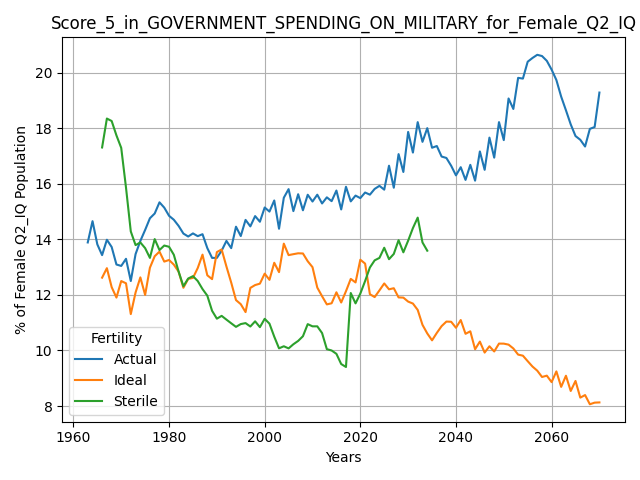 Score_5_in_GOVERNMENT_SPENDING_ON_MILITARY_for_Female_Q2_IQ
% of Female Q2_IQ Population
20
18
16
14
12
10
8
Fertility
Actual
Ideal
Sterile
1960 1980 2000 2020 2040 2060
Years